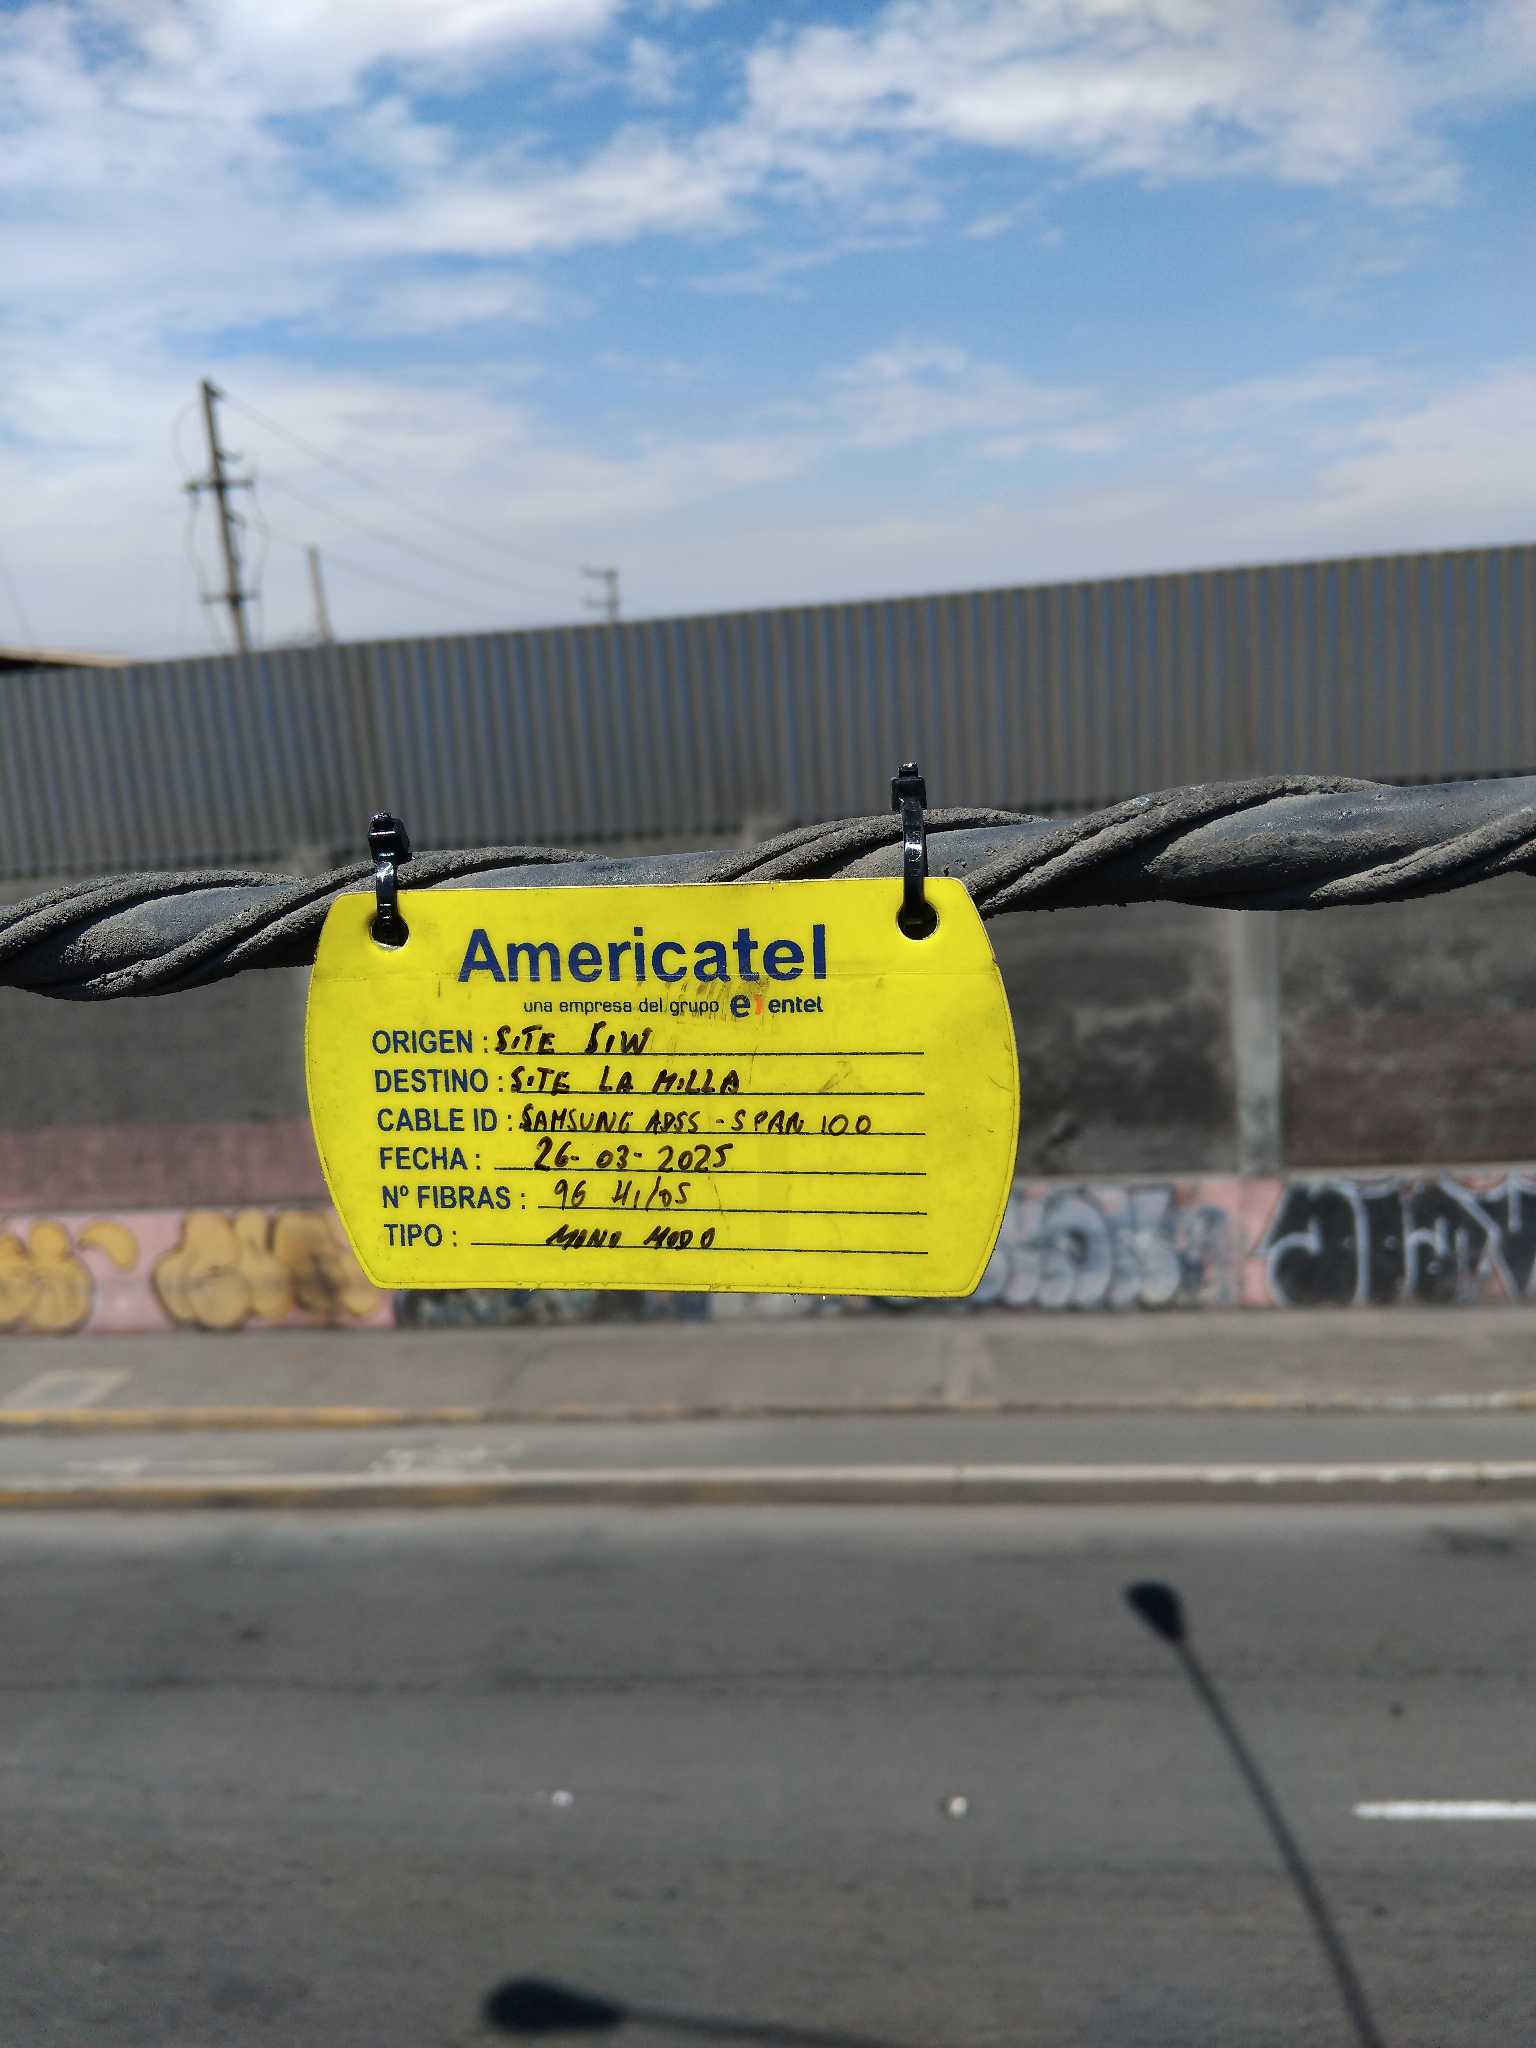 Americatel
una empresa del grupo entel
ORIGEN : SITE SIW
DESTINO : SITE LA MILLA
CABLE ID : SAMSUNG ADSS - SPAN 100
FECHA : 26-03-2025
Nº FIBRAS : 96 Hilos
TIPO : MONO MODO